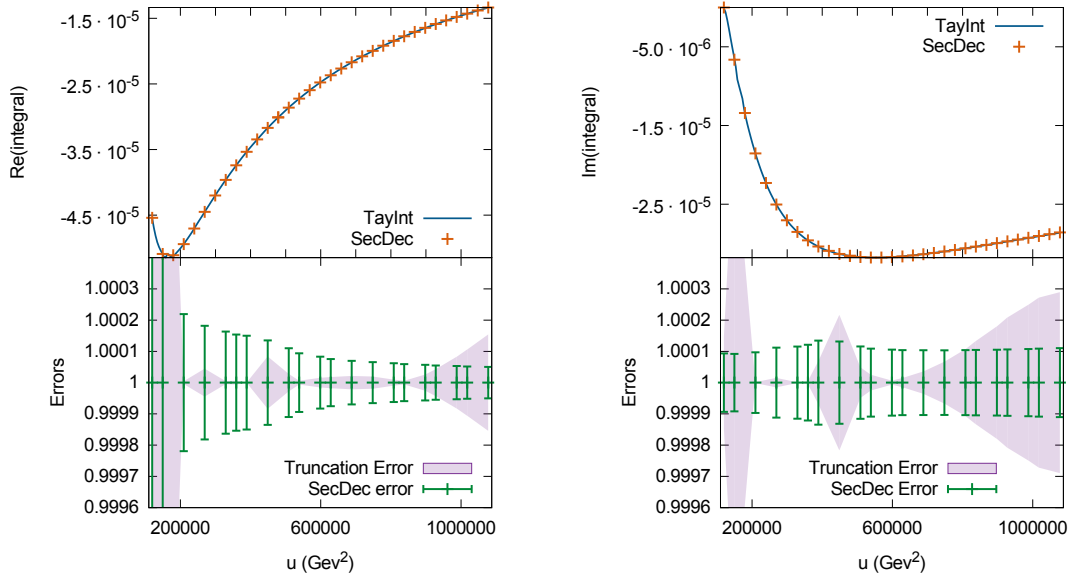 -1.5 · 10⁻⁵
-2.5 · 10⁻⁵
-3.5 · 10⁻⁵
-4.5 · 10⁻⁵
Re(integral)
TayInt
SecDec
1.0003
1.0002
1.0001
1
0.9999
0.9998
0.9997
0.9996
Errors
Truncation Error
SecDec error
200000 600000 1000000
u (Gev²)
-5.0 · 10⁻⁶
-1.5 · 10⁻⁵
-2.5 · 10⁻⁵
Im(integral)
TayInt
SecDec
1.0003
1.0002
1.0001
1
0.9999
0.9998
0.9997
0.9996
Errors
Truncation Error
SecDec Error
200000 600000 1000000
u (Gev²)